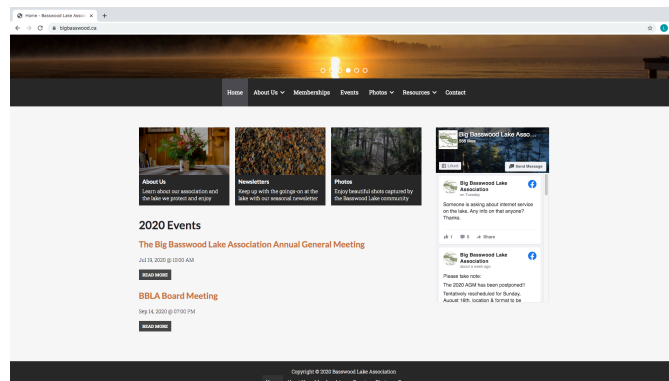 Home - Basswood Lake Assoc
bigbasswood.ca
Home About Us Memberships Events Photos Resources Contact
About Us
Learn about our association and
the lake we protect and enjoy
Newsletters
Keep up with the goings-on at the
lake with our seasonal newsletter
Photos
Enjoy beautiful shots captured by
the Basswood Lake community
2020 Events
The Big Basswood Lake Association Annual General
Meeting
Jul 19, 2020 @ 10:00 AM
READ MORE
BBLA Board Meeting
Sep 14, 2020 @ 07:00 PM
READ MORE
Big Basswood Lake Asso...
likes
Liked
Send Message
Big Basswood Lake
Association
on Tuesday
Someone is asking about internet service
on the lake. Any info on that anyone?
Thanks.
1 5 Share
Big Basswood Lake
Association
about a week ago
Please take note:
The 2020 AGM has been postponed!!
Tentatively rescheduled for Sunday,
August 16th, location & format to be
Copyright © 2020 Basswood Lake Association